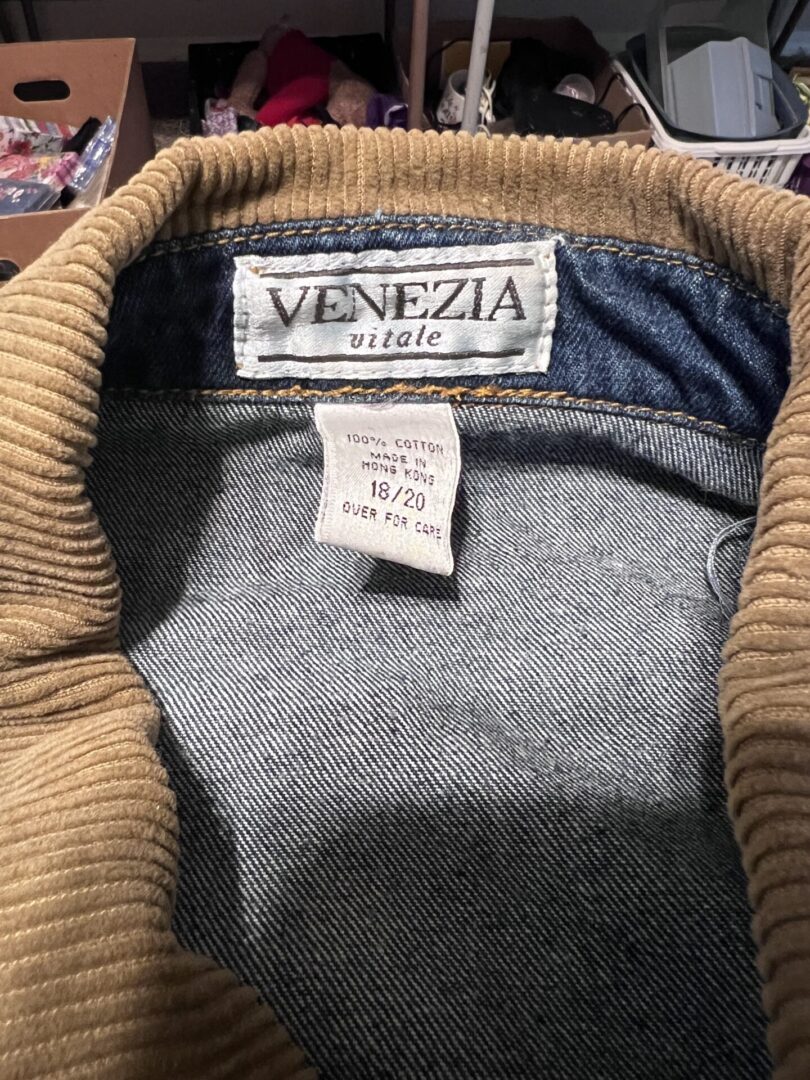 VENEZIA
vitale
100% COTTON
MADE IN
HONG KONG
18/20
OVER FOR CARE